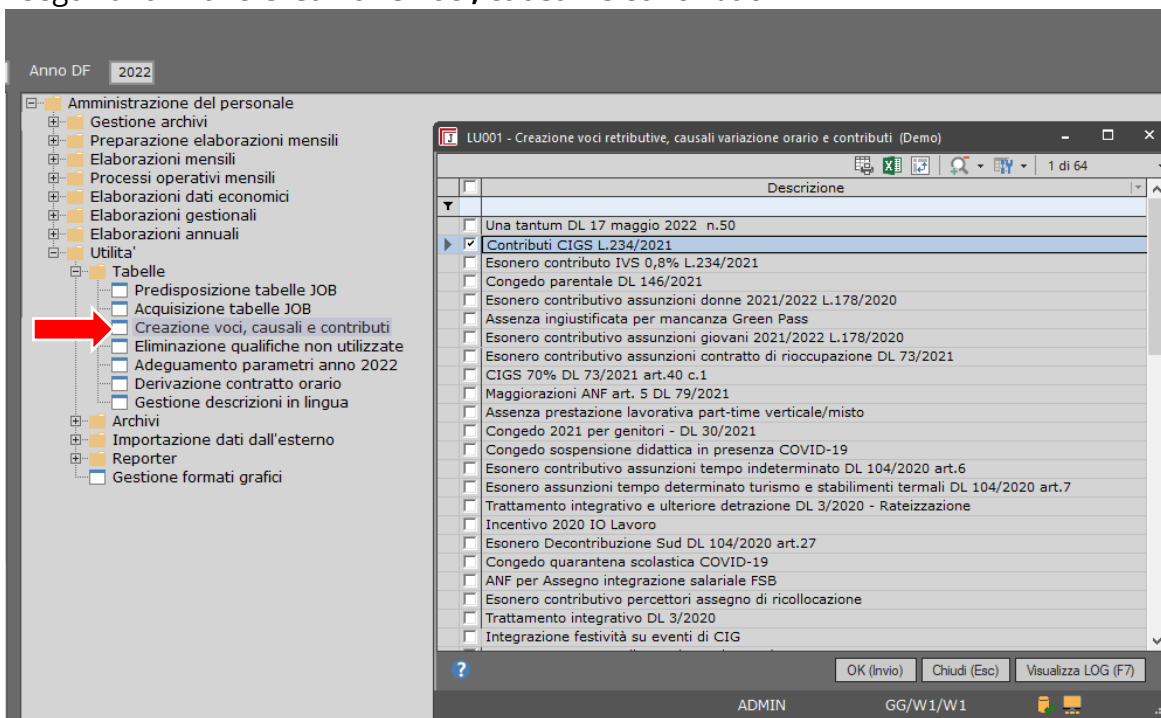 Anno DF 2022
Amministrazione del personale
Gestione archivi
Preparazione elaborazioni mensili
Elaborazioni mensili
Processi operativi mensili
Elaborazioni dati economici
Elaborazioni gestionali
Elaborazioni annuali
Utilita'
Tabelle
Predisposizione tabelle JOB
Acquisizione tabelle JOB
Creazione voci, causali e contributi
Eliminazione qualifiche non utilizzate
Adeguamento parametri anno 2022
Derivazione contratto orario
Gestione descrizioni in lingua
Archivi
Importazione dati dall'esterno
Reporter
Gestione formati grafici
LU001 - Creazione voci retributive, causali variazione orario e contributi (Demo)
1 di 64
Descrizione
Una tantum DL 17 maggio 2022 n.50
Contributi CIGS L.234/2021
Esonero contributo IVS 0,8% L.234/2021
Congedo parentale DL 146/2021
Esonero contributivo assunzioni donne 2021/2022 L.178/2020
Assenza ingiustificata per mancanza Green Pass
Esonero contributivo assunzioni giovani 2021/2022 L.178/2020
Esonero contributivo assunzioni contratto di rioccupazione DL 73/2021
CIGS 70% DL 73/2021 art.40 c.1
Maggiorazioni ANF art. 5 DL 79/2021
Assenza prestazione lavorativa part-time verticale/misto
Congedo 2021 per genitori - DL 30/2021
Congedo sospensione didattica in presenza COVID-19
Esonero contributivo assunzioni tempo indeterminato DL 104/2020 art.6
Esonero assunzioni tempo determinato turismo e stabilimenti termali DL 104/2020 art.7
Trattamento integrativo e ulteriore detrazione DL 3/2020 - Rateizzazione
Incentivo 2020 IO Lavoro
Esonero Decontribuzione Sud DL 104/2020 art.27
Congedo quarantena scolastica COVID-19
ANF per Assegno integrazione salariale FSB
Esonero contributivo percettori assegno di ricollocazione
Trattamento integrativo DL 3/2020
Integrazione festività su eventi di CIG
OK (Invio) Chiudi (Esc) Visualizza LOG (F7)
ADMIN GG/W1/W1